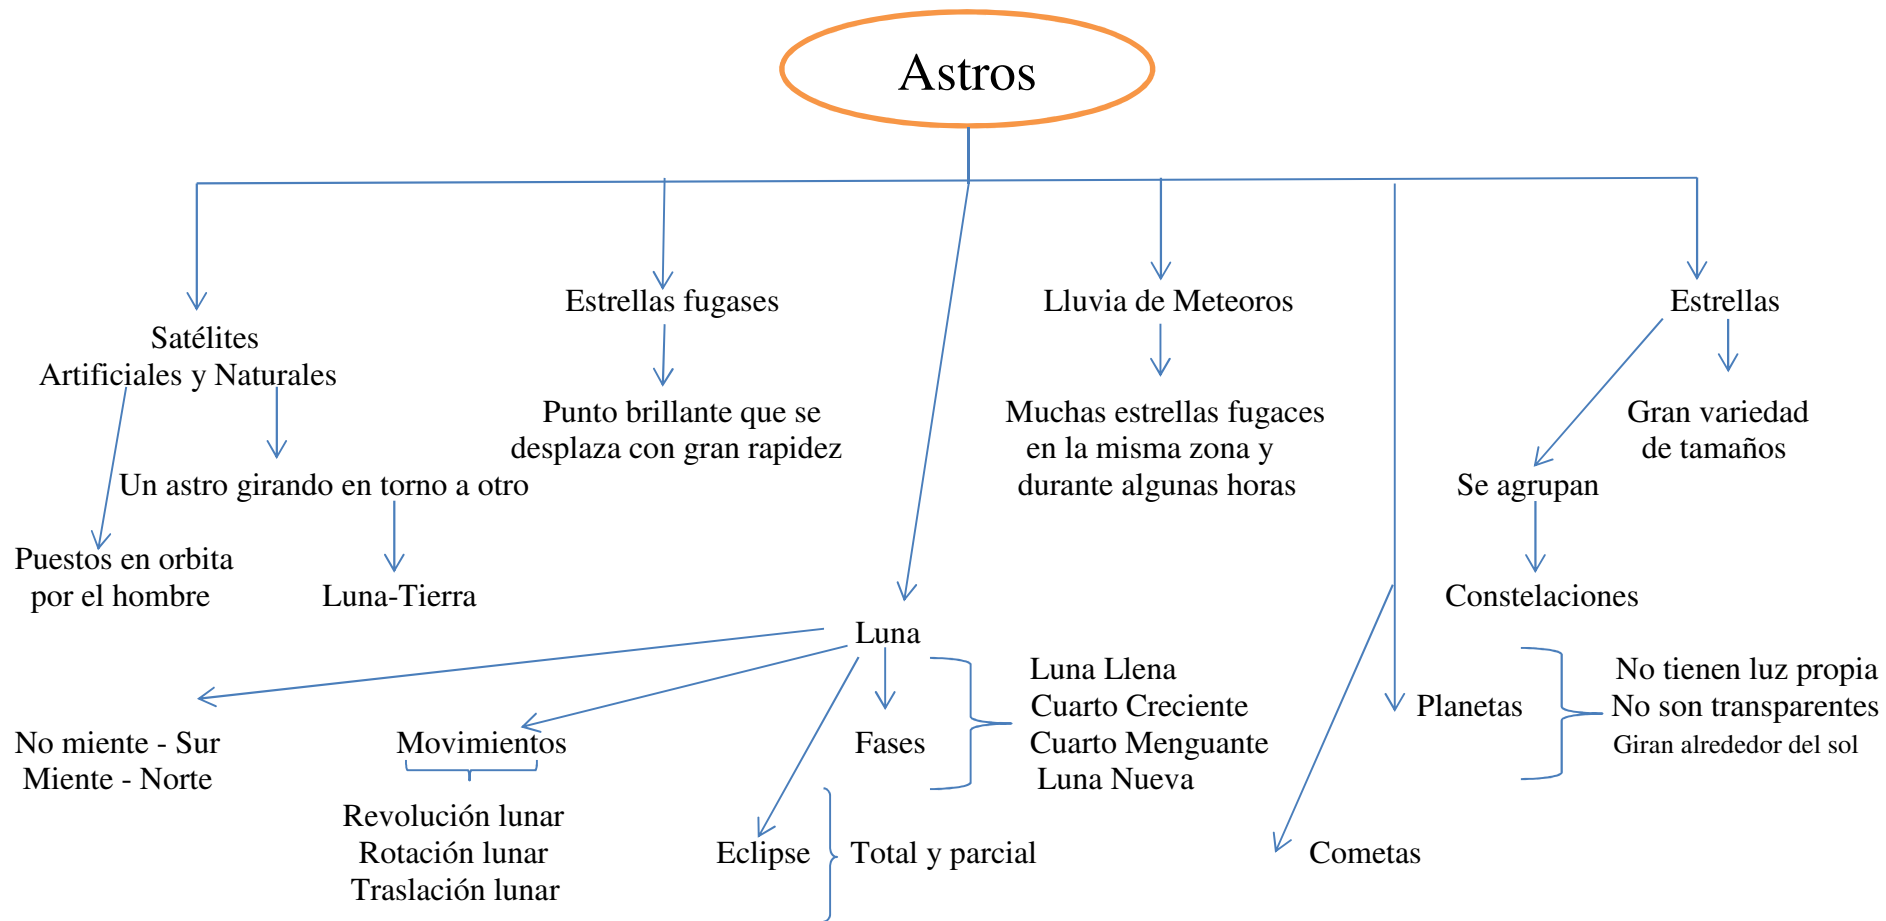 Astros
Satélites
Artificiales y Naturales
Un astro girando en torno a otro
Puestos en orbita
por el hombre
Luna-Tierra
Estrellas fugases
Punto brillante que se
desplaza con gran rapidez
Lluvia de Meteoros
Muchas estrellas fugaces
en la misma zona y
durante algunas horas
Estrellas
Gran variedad
de tamaños
Se agrupan
Constelaciones
Luna
No miente - Sur
Miente - Norte
Movimientos
Revolución lunar
Rotación lunar
Traslación lunar
Eclipse
Total y parcial
Fases
Luna Llena
Cuarto Creciente
Cuarto Menguante
Luna Nueva
Planetas
No tienen luz propia
No son transparentes
Giran alrededor del sol
Cometas